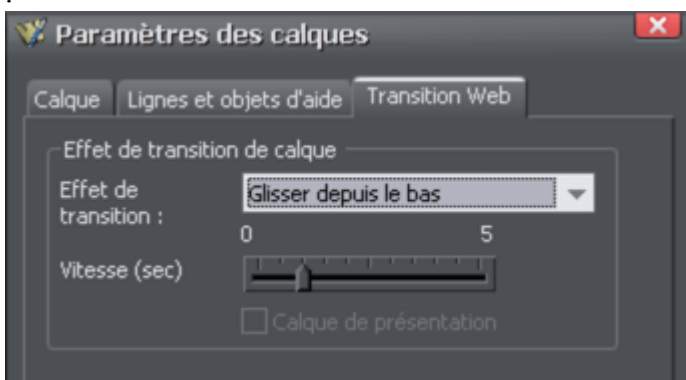 Paramètres des calques
Calque Lignes et objets d'aide Transition Web
Effet de transition de calque
Effet de Glisser depuis le bas
transition :
0 5
Vitesse (sec)
Calque de présentation